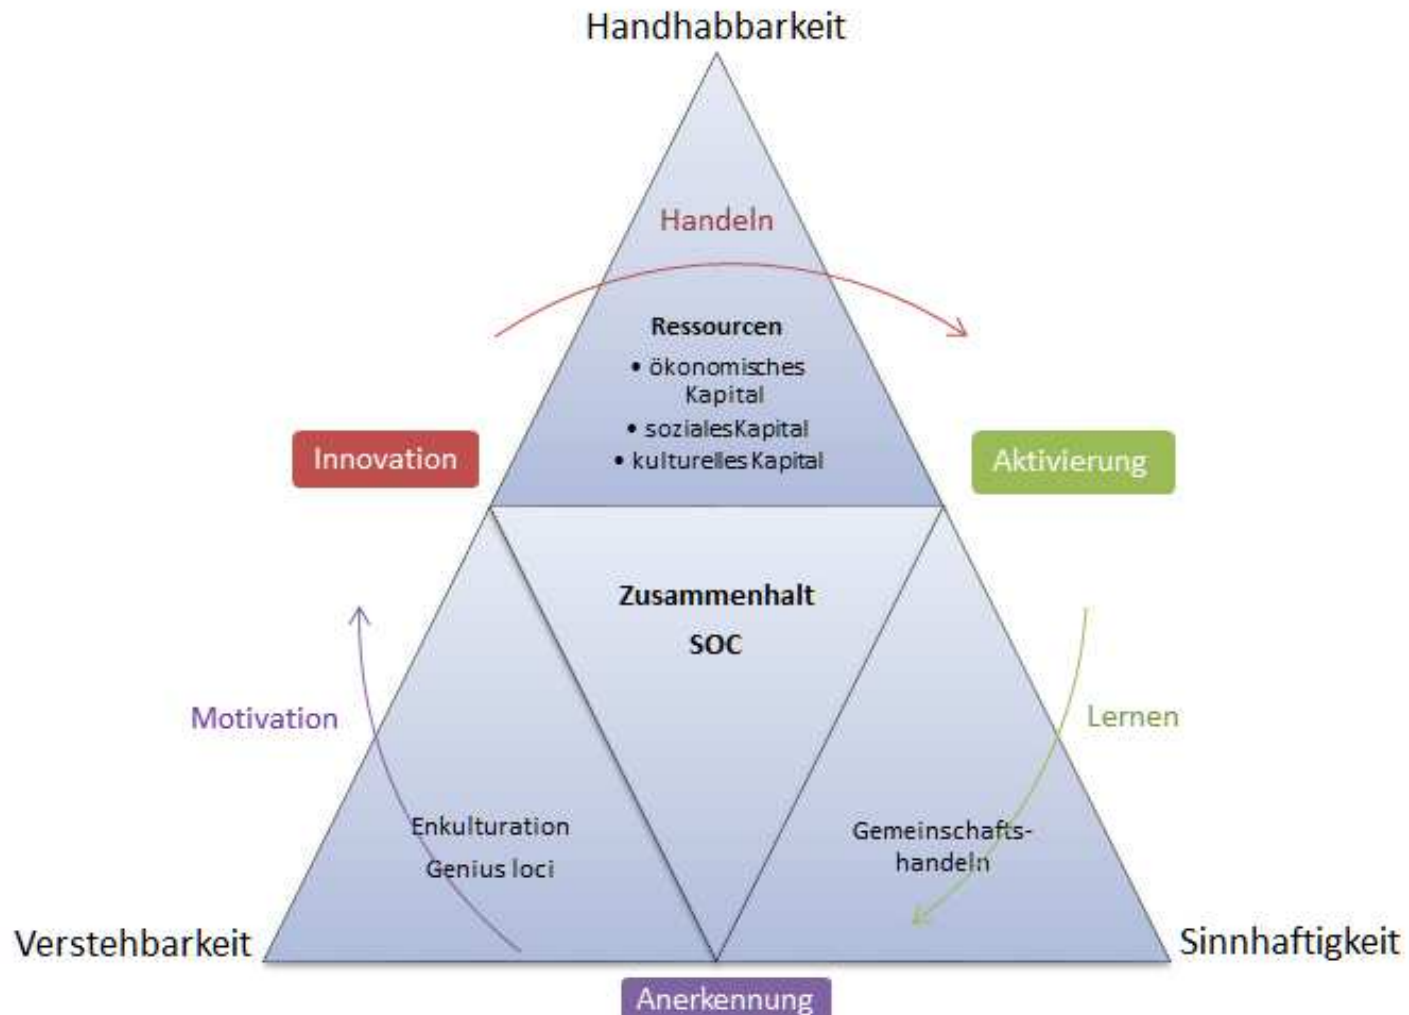 Handhabbarkeit
Handeln
Ressourcen
• ökonomisches
Kapital
• sozialesKapital
• kulturellesKapital
Innovation
Aktivierung
Zusammenhalt
SOC
Motivation
Lernen
Enkulturation
Genius loci
Gemeinschafts-
handeln
Verstehbarkeit
Sinnhaftigkeit
Anerkennung